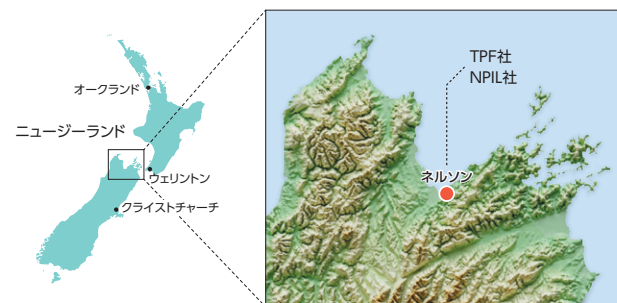 オークランド
ニュージーランド
ウェリントン
クライストチャーチ
TPF社
NPIL社
ネルソン